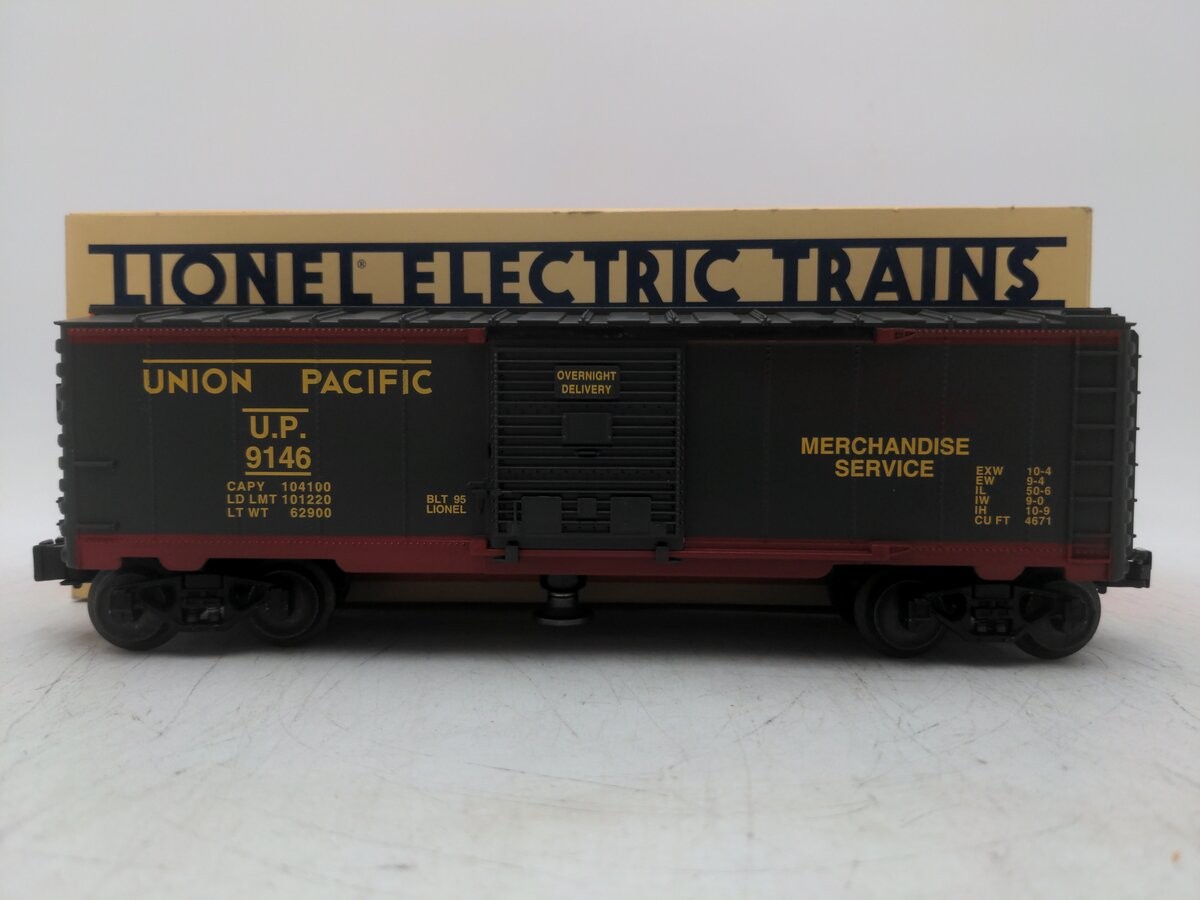 LIONEL® ELECTRIC TRAINS
UNION PACIFIC
U.P.
9146
CAPY 104100
LD LMT 101220
LT WT 62900
BLT 95
LIONEL
OVERNIGHT
DELIVERY
MERCHANDISE
SERVICE
EXW 10-4
EW 9-4
IL 50-6
IW 9-0
IH 10-9
CU FT 4671